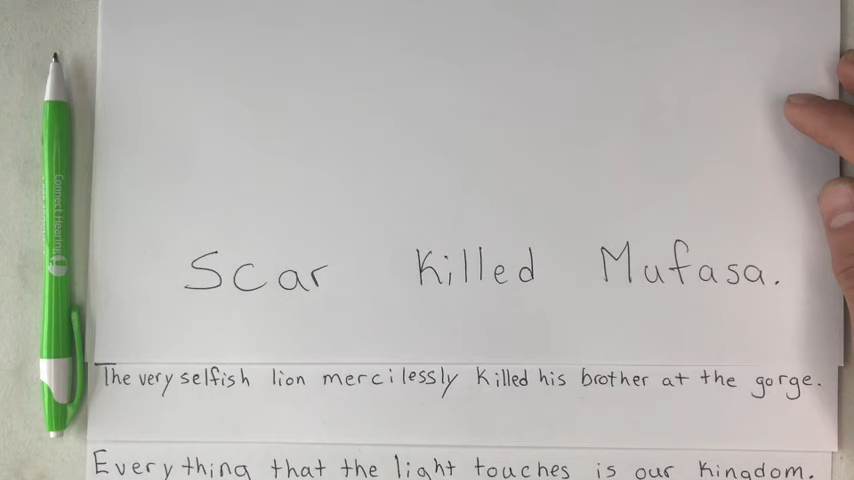 Scar killed Mufasa.
The very selfish lion mercilessly killed his brother at the gorge.
Everything that the light touches is our kingdom.
Connect Hearing